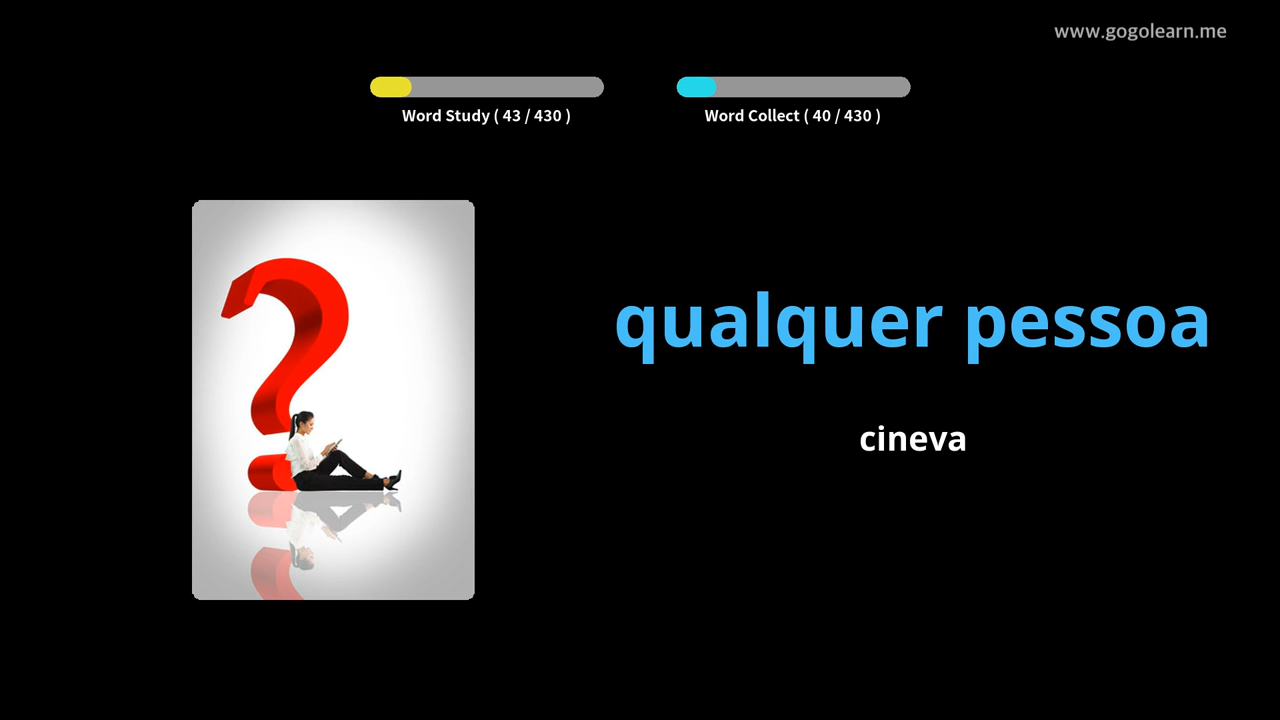 www.gogolearn.me
Word Study ( 43 / 430 )
Word Collect ( 40 / 430 )
qualquer pessoa
cineva